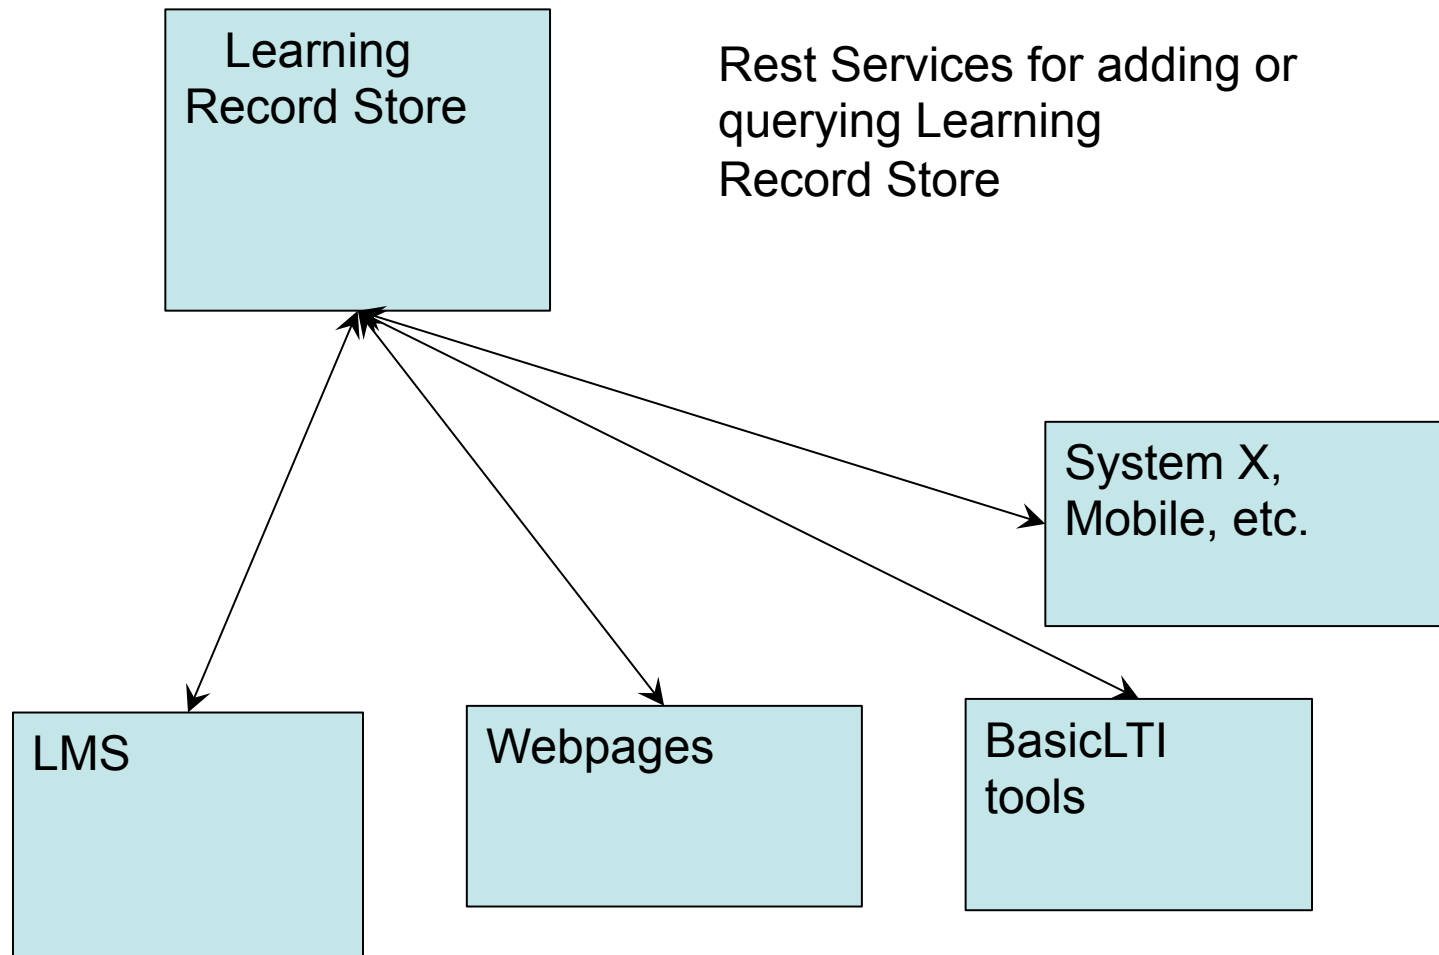 Learning
Record Store
Rest Services for adding or
querying Learning
Record Store
System X,
Mobile, etc.
LMS
Webpages
BasicLTI
tools